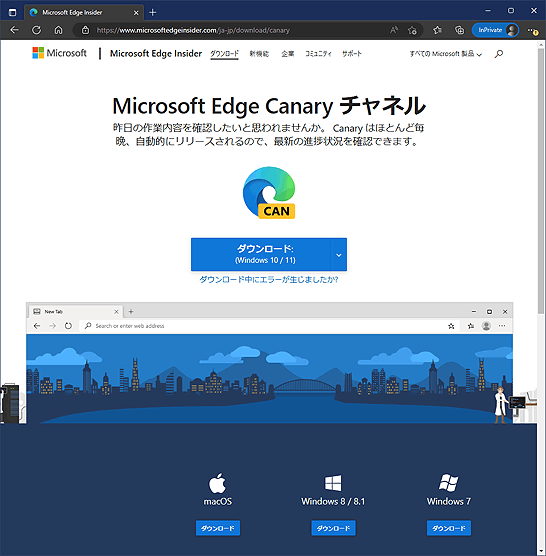 Microsoft Edge Insider
https://www.microsoftedgeinsider.com/ja-jp/download/canary
InPrivate
Microsoft
Microsoft Edge Insider
ダウンロード
新機能
企業
コミュニティ
サポート
すべての Microsoft 製品
Microsoft Edge Canary チャネル
昨日の作業内容を確認したいと思われませんか。 Canary はほとんど毎
晩、自動的にリリースされるので、最新の進捗状況を確認できます。
CAN
ダウンロード:
(Windows 10 / 11)
ダウンロード中にエラーが生じましたか?
New Tab
Search or enter web address
macOS
Windows 8 / 8.1
Windows 7
ダウンロード
ダウンロード
ダウンロード